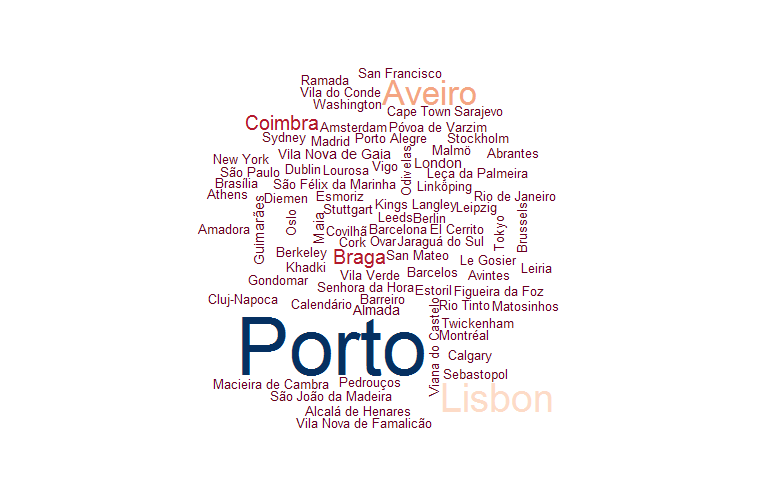 San Francisco
Ramada
Vila do Conde
Aveiro
Washington
Cape Town
Sarajevo
Coimbra
Amsterdam
Póvoa de Varzim
Sydney
Madrid
Porto Alegre
Stockholm
New York
Vila Nova de Gaia
Odivelas
Malmö
Abrantes
São Paulo
Dublin
Lourosa
Vigo
London
Leça da Palmeira
Brasília
São Félix da Marinha
Linköping
Athens
Diemen
Esmoriz
Kings Langley
Rio de Janeiro
Guimarães
Oslo
Maia
Stuttgart
Leeds
Berlin
Leipzig
Tokyo
Brussels
Amadora
Covilhã
Barcelona
El Cerrito
Cork
Ovar
Jaraguá do Sul
Berkeley
Braga
San Mateo
Le Gosier
Khadki
Vila Verde
Barcelos
Avintes
Leiria
Gondomar
Senhora da Hora
Estoril
Figueira da Foz
Cluj-Napoca
Calendário
Barreiro
Viana do Castelo
Rio Tinto
Matosinhos
Almada
Porto
Twickenham
Montréal
Calgary
Macieira de Cambra
Pedrouços
Sebastopol
São João da Madeira
Lisbon
Alcalá de Henares
Vila Nova de Famalicão